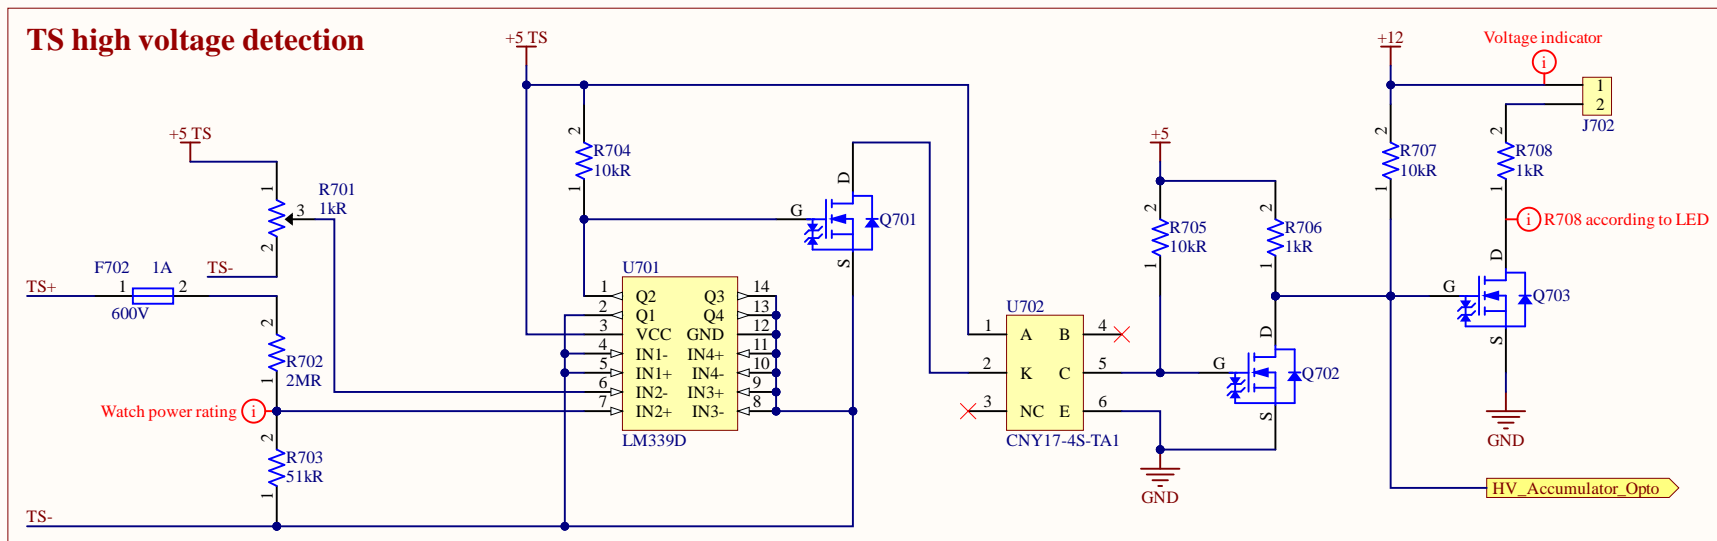 TS high voltage detection
+5 TS
+12
Voltage indicator
i
1
2
J702
+5 TS
1
R701
1kR
3
2
TS-
F702 1A
TS+
1 2
600V
2
R702
2MR
1
Watch power rating i
2
R703
51kR
1
TS-
2
R704
10kR
1
G
D
Q701
S
U701
1 Q2 Q3 14
2 Q1 Q4 13
3 VCC GND 12
4 IN1- IN4+ 11
5 IN1+ IN4- 10
6 IN2- IN3+ 9
7 IN2+ IN3- 8
LM339D
+5
2
R705
10kR
1
2
R706
1kR
1
U702
1 A B 4
2 K C 5
3 NC E 6
CNY17-4S-TA1
G
D
Q702
S
GND
2
R707
10kR
1
2
R708
1kR
1
i R708 according to LED
G
D
Q703
S
GND
HV_Accumulator_Opto